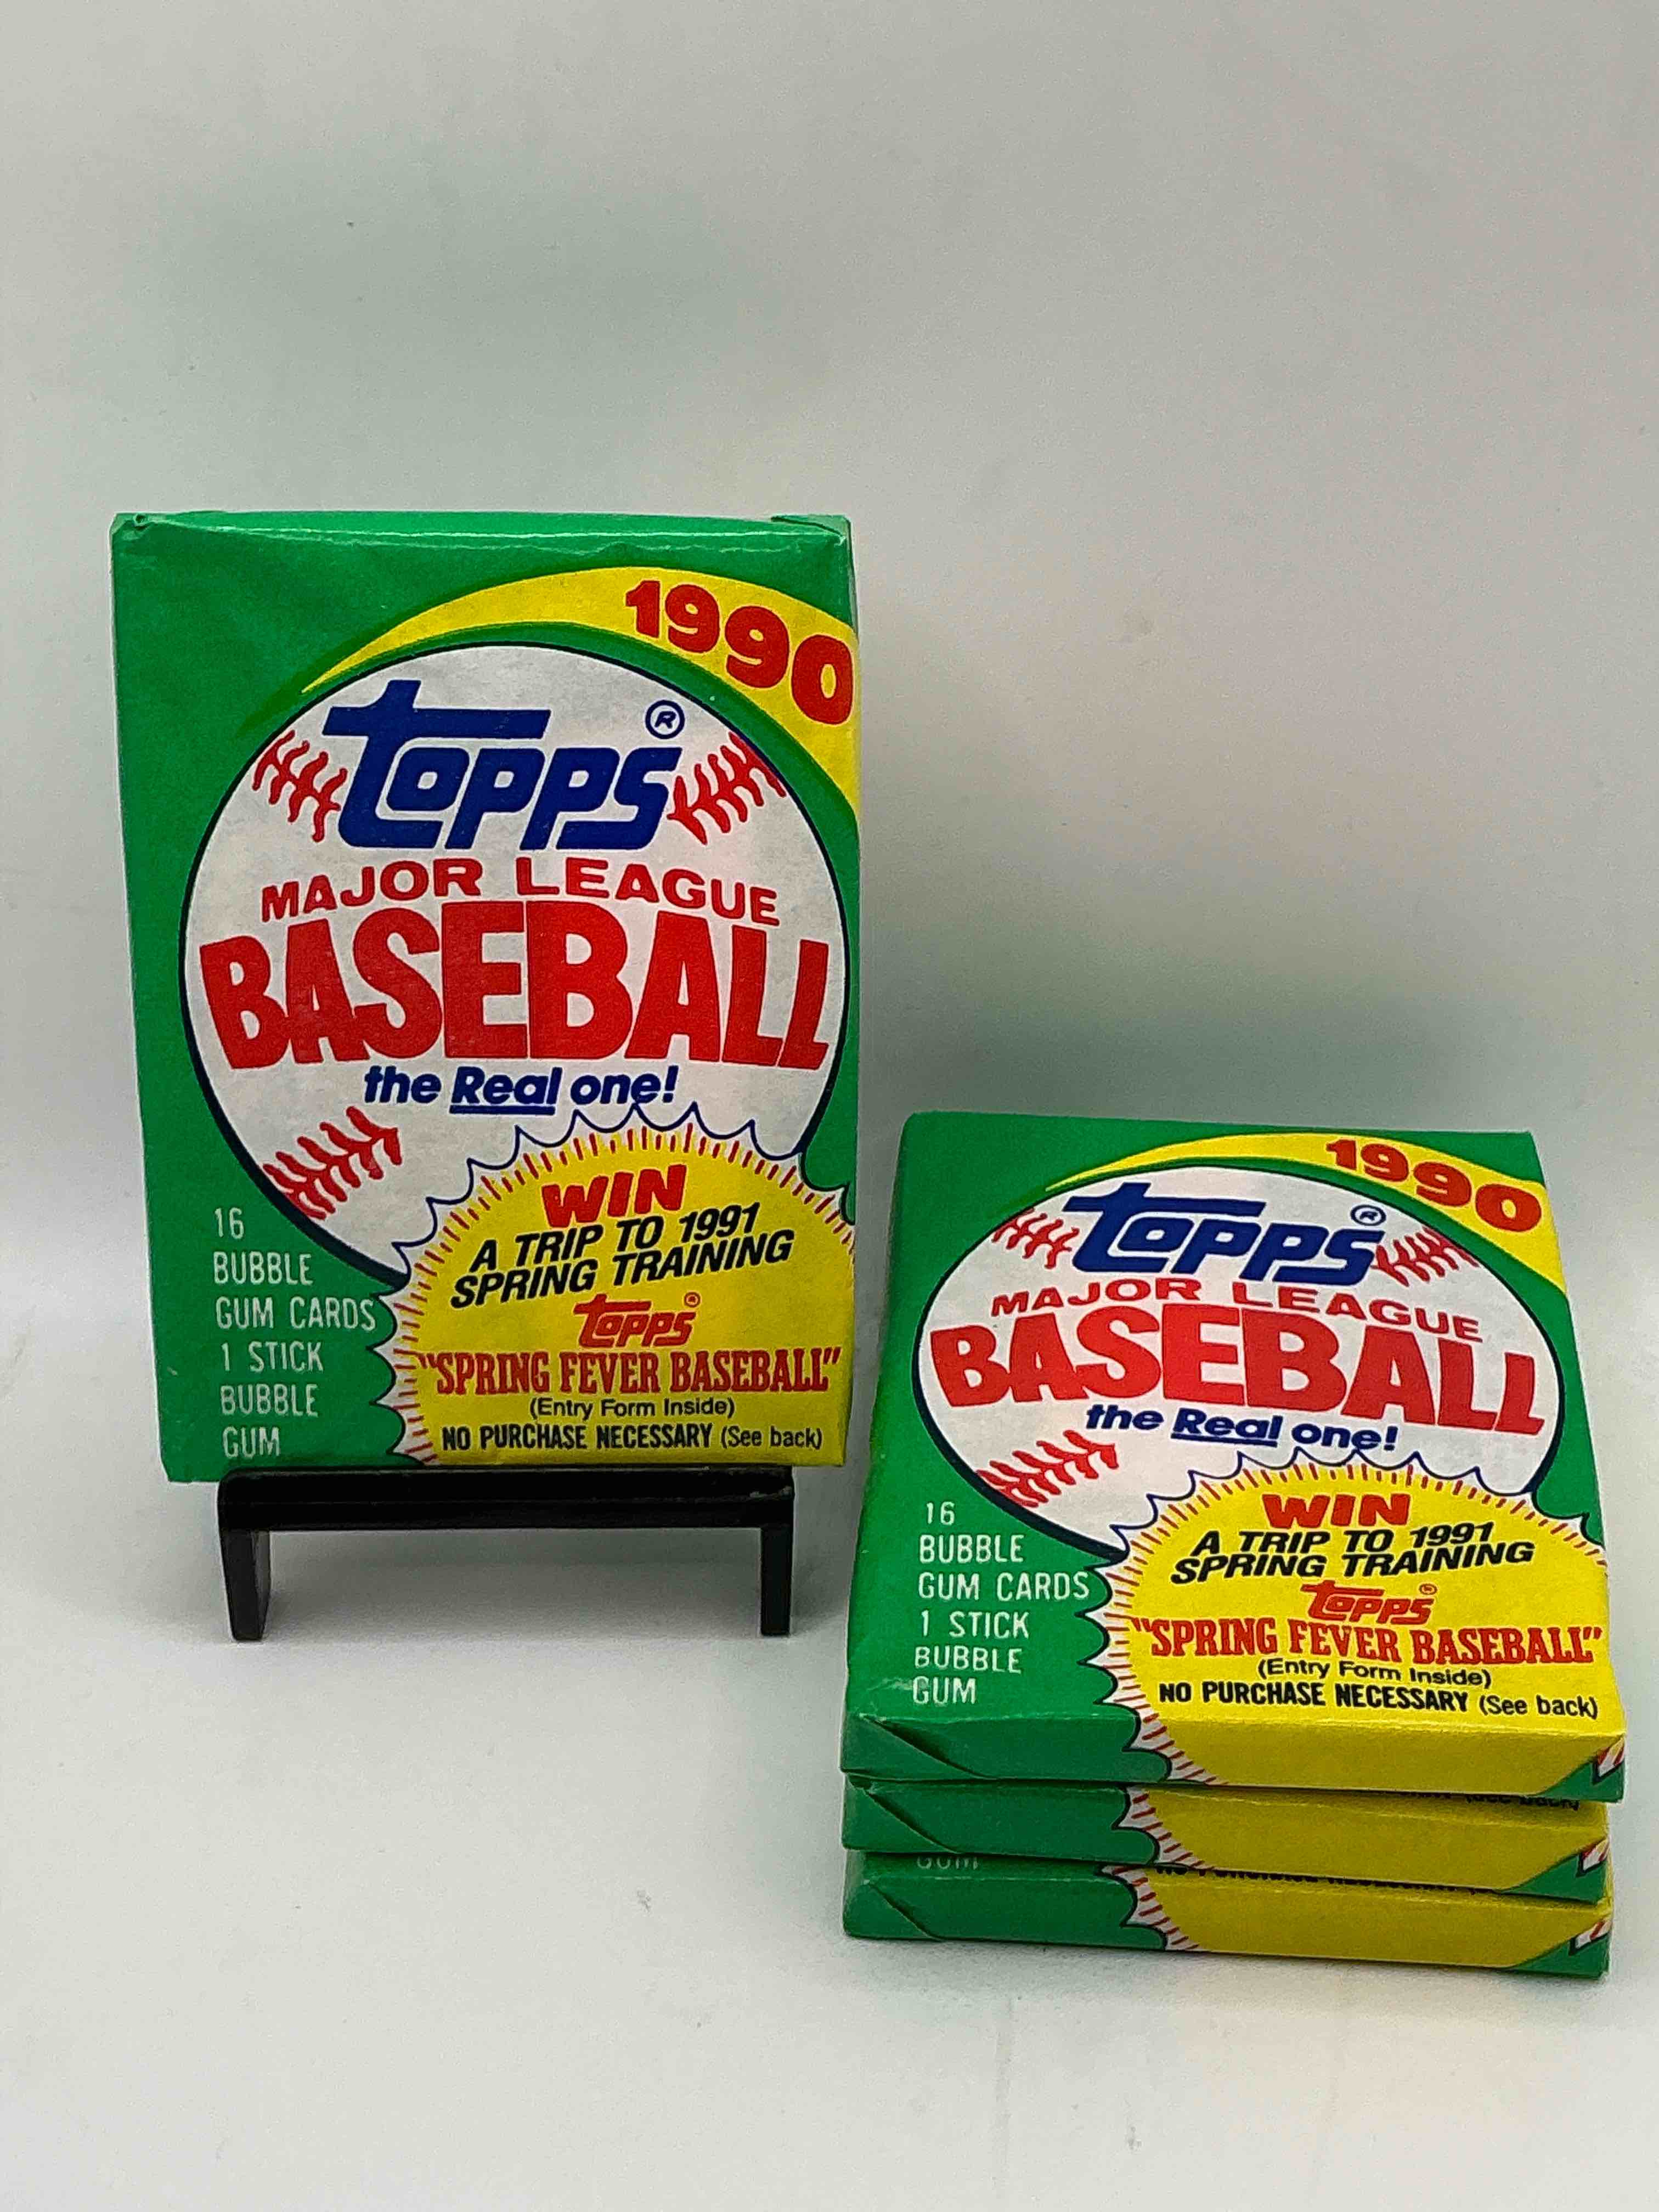 1990
Topps®
MAJOR LEAGUE
BASEBALL
the Real one!
WIN
A TRIP TO 1991
SPRING TRAINING
Topps®
"SPRING FEVER BASEBALL"
(Entry Form Inside)
NO PURCHASE NECESSARY (See back)
16
BUBBLE
GUM CARDS
1 STICK
BUBBLE
GUM
1990
Topps®
MAJOR LEAGUE
BASEBALL
the Real one!
WIN
A TRIP TO 1991
SPRING TRAINING
Topps®
"SPRING FEVER BASEBALL"
(Entry Form Inside)
NO PURCHASE NECESSARY (See back)
16
BUBBLE
GUM CARDS
1 STICK
BUBBLE
GUM
GUM